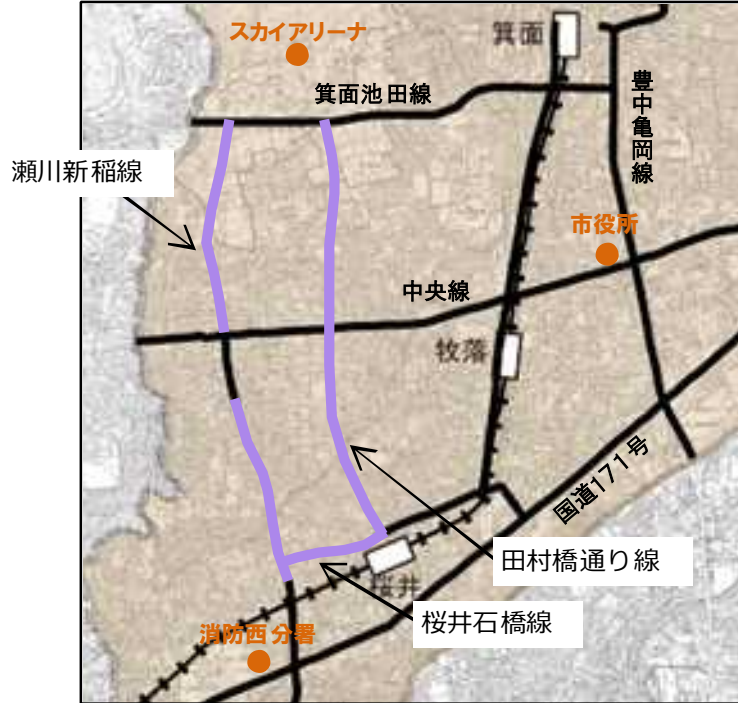 スカイアリーナ
箕面
箕面池田線
豊中亀岡線
瀬川新稲線
市役所
中央線
牧落
国道171号
田村橋通り線
桜井
桜井石橋線
消防西分署